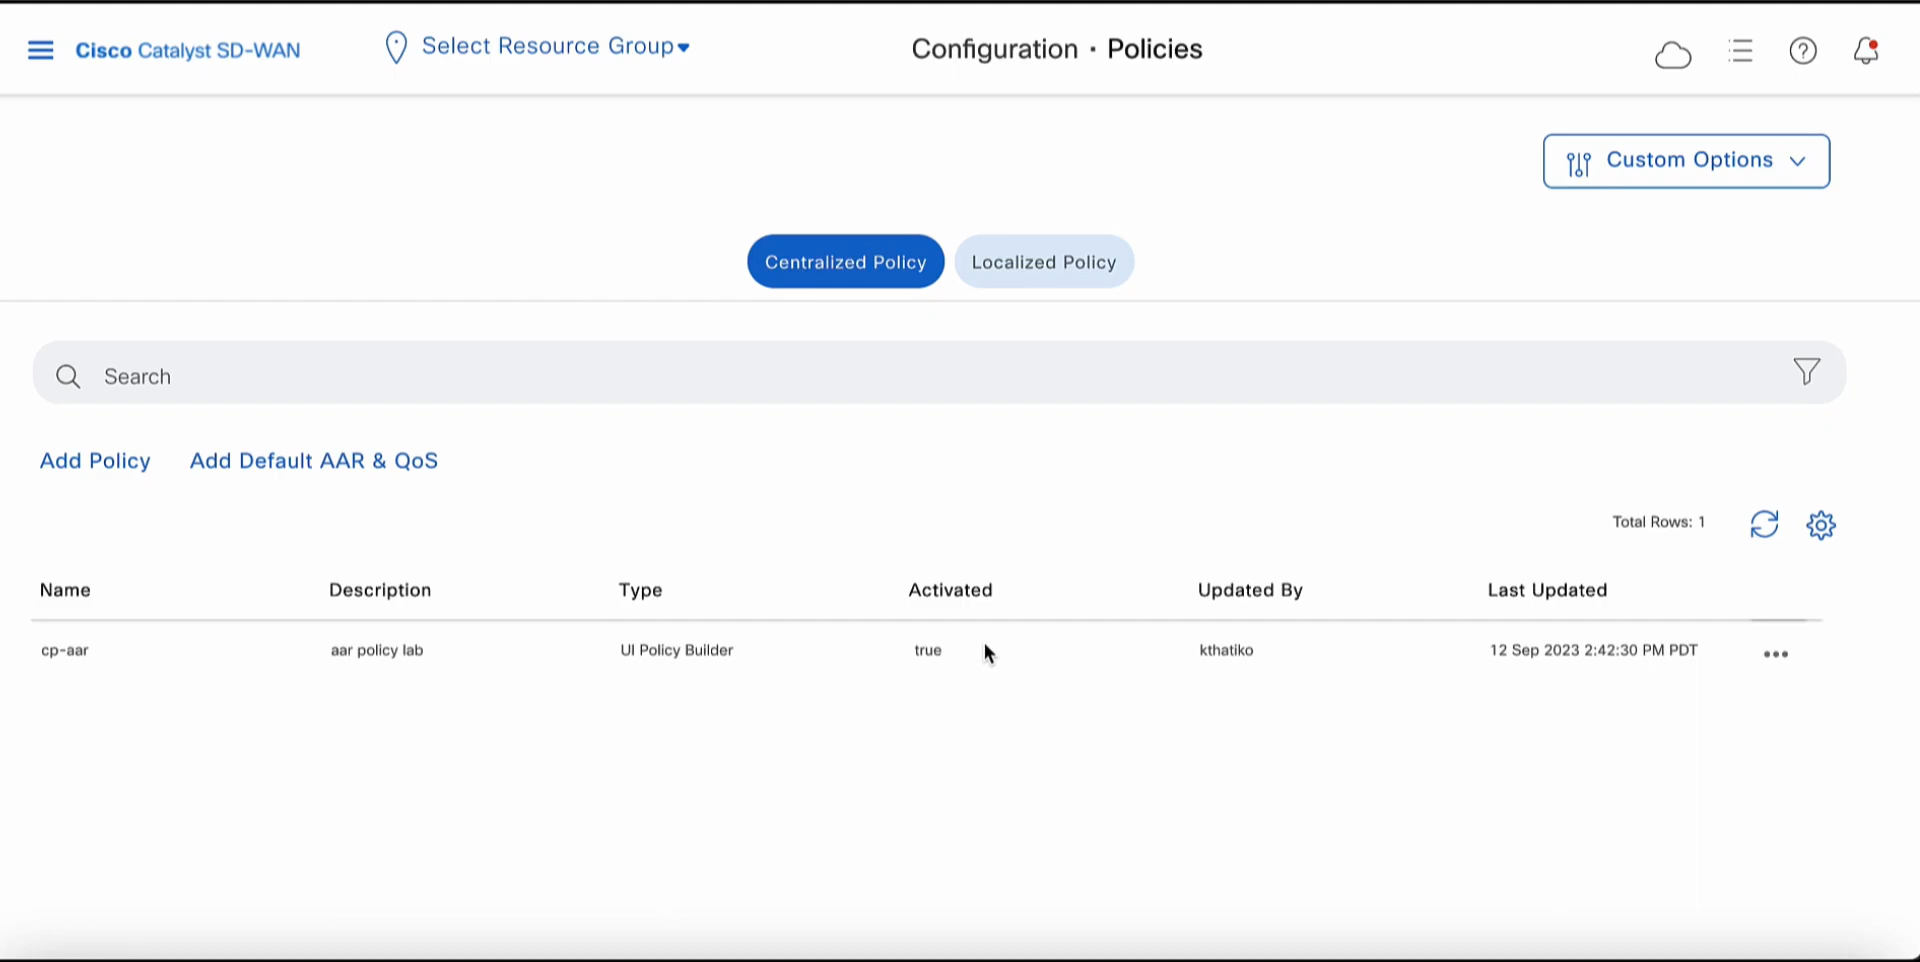 Cisco Catalyst SD-WAN
Select Resource Group
Configuration · Policies
Custom Options
Centralized Policy
Localized Policy
Search
Add Policy
Add Default AAR & QoS
Total Rows: 1
Name Description Type Activated Updated By Last Updated
cp-aar aar policy lab UI Policy Builder true kthatiko 12 Sep 2023 2:42:30 PM PDT